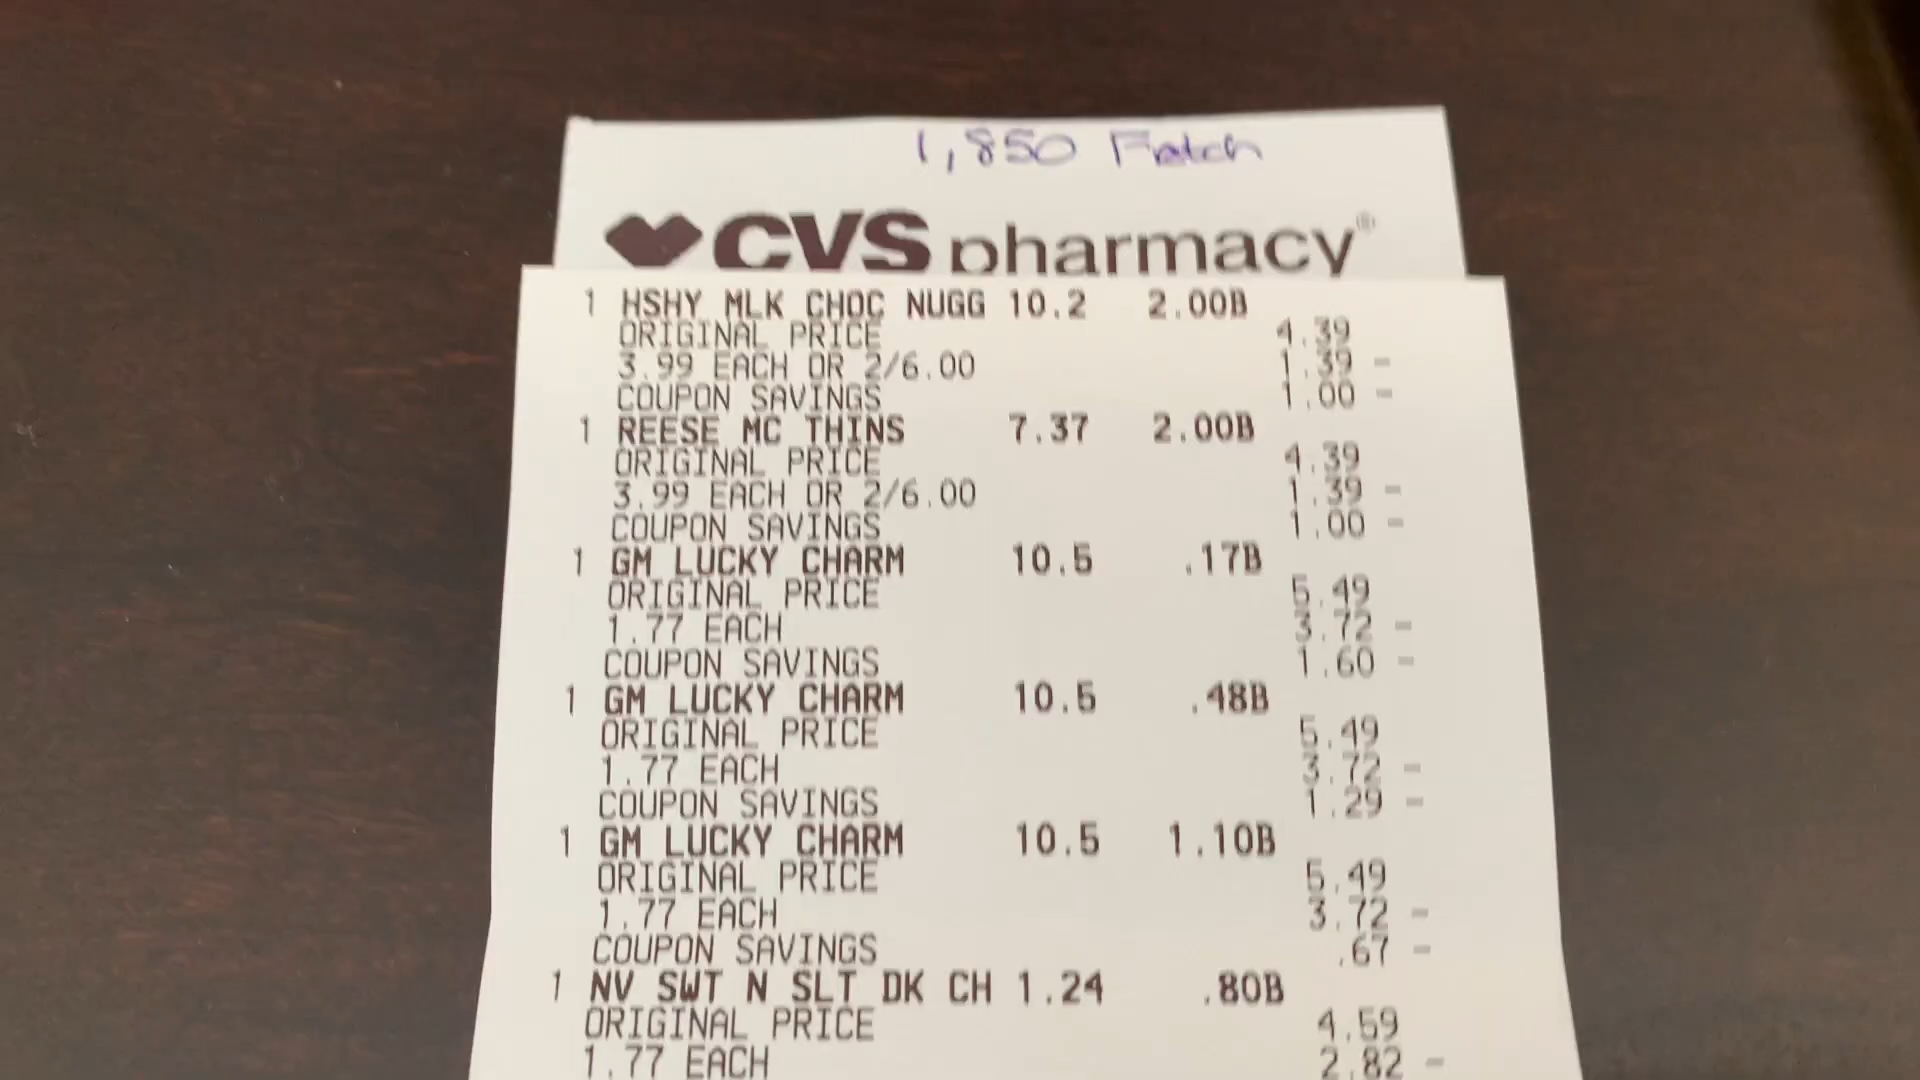 1,850 Fetch
CVS pharmacy®
1 HSHY MLK CHOC NUGG 10.2 2.00B
ORIGINAL PRICE 4.39
3.99 EACH OR 2/6.00 1.39 -
COUPON SAVINGS 1.00 -
1 REESE MC THINS 7.37 2.00B
ORIGINAL PRICE 4.39
3.99 EACH OR 2/6.00 1.39 -
COUPON SAVINGS 1.00 -
1 GM LUCKY CHARM 10.5 .17B
ORIGINAL PRICE 5.49
1.77 EACH 3.72 -
COUPON SAVINGS 1.60 -
1 GM LUCKY CHARM 10.5 .48B
ORIGINAL PRICE 5.49
1.77 EACH 3.72 -
COUPON SAVINGS 1.29 -
1 GM LUCKY CHARM 10.5 1.10B
ORIGINAL PRICE 5.49
1.77 EACH 3.72 -
COUPON SAVINGS .67 -
1 NV SWT N SLT DK CH 1.24 .80B
ORIGINAL PRICE 4.59
1.77 EACH 2.82 -